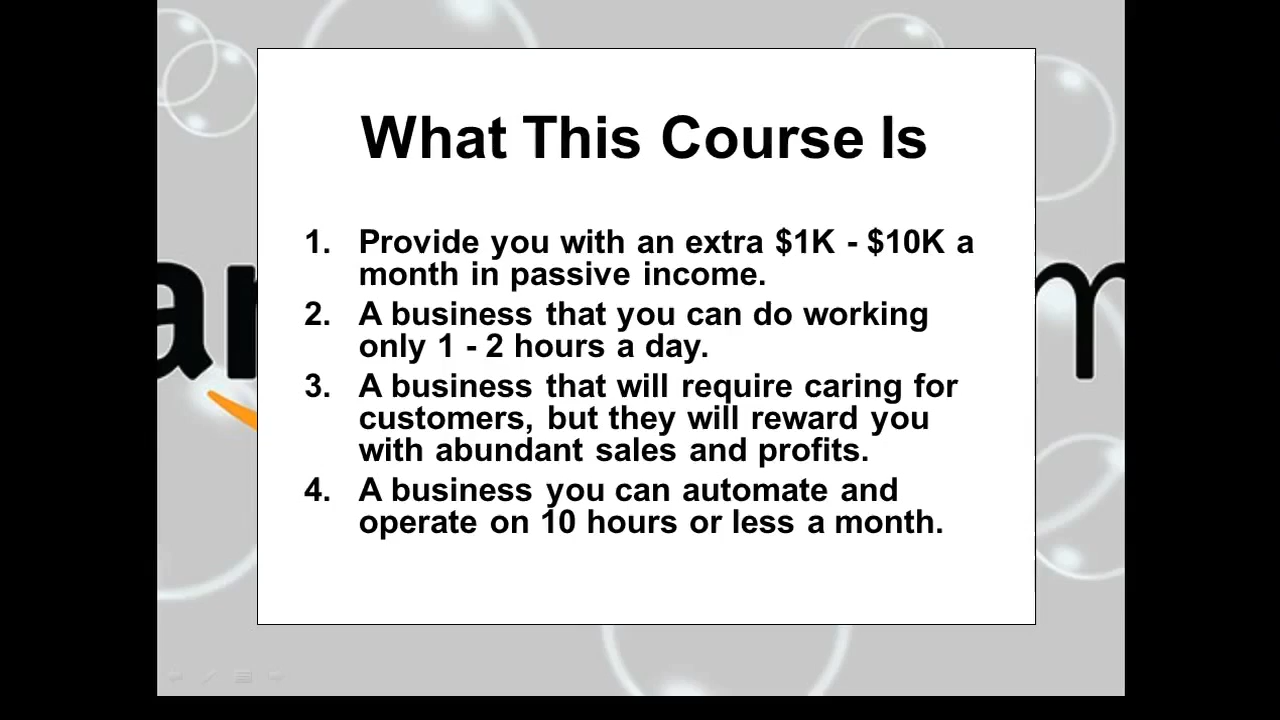 What This Course Is
1. Provide you with an extra $1K - $10K a
month in passive income.
2. A business that you can do working
only 1 - 2 hours a day.
3. A business that will require caring for
customers, but they will reward you
with abundant sales and profits.
4. A business you can automate and
operate on 10 hours or less a month.